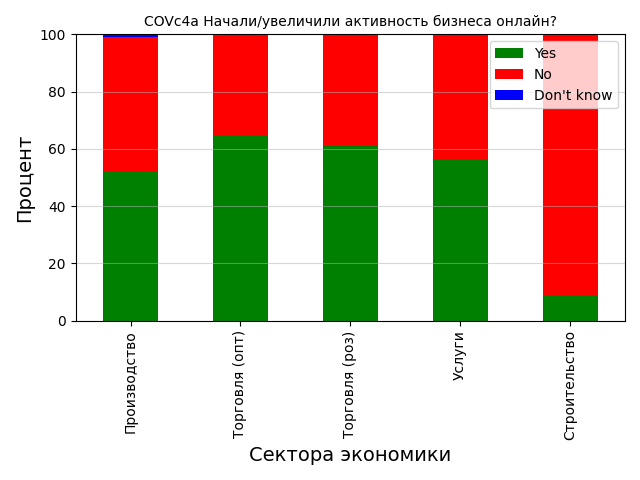 COVc4a Начали/увеличили активность бизнеса онлайн?
Процент
100
80
60
40
20
0
Yes
No
Don't know
Производство
Торговля (опт)
Торговля (роз)
Услуги
Строительство
Сектора экономики